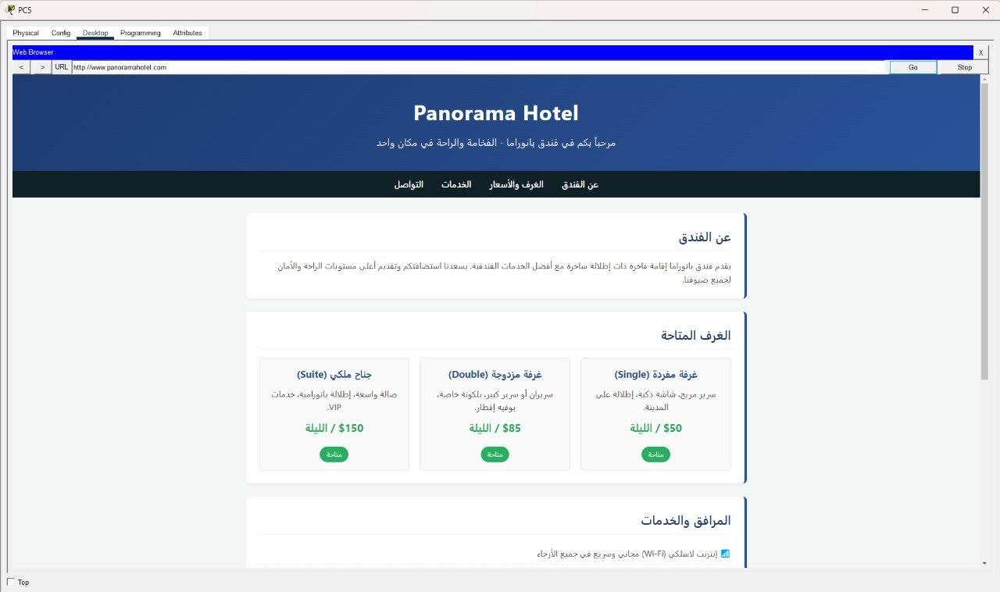 PC5
Physical Config Desktop Programming Attributes
Web Browser X
< > URL http://www.panoramahotel.com Go Stop
Panorama Hotel
مرحباً بكم في فندق بانوراما - الفخامة والراحة في مكان واحد
عن الفندق الغرف والأسعار الخدمات التواصل
عن الفندق
يقدم فندق بانوراما إقامة فاخرة ذات إطلالة ساحرة مع أفضل الخدمات الفندقية. يسعدنا استضافتكم وتقديم أعلى مستويات الراحة والأمان
لجميع ضيوفنا.
الغرف المتاحة
غرفة مفردة (Single)
سرير مريح، شاشة ذكية، إطلالة على
المدينة.
$50 / الليلة
متاحة
غرفة مزدوجة (Double)
سريران أو سرير كبير، بلكونة خاصة،
بوفيه إفطار.
$85 / الليلة
متاحة
جناح ملكي (Suite)
صالة واسعة، إطلالة بانورامية، خدمات
VIP.
$150 / الليلة
متاحة
المرافق والخدمات
إنترنت لاسلكي (Wi-Fi) مجاني وسريع في جميع الأرجاء
Top